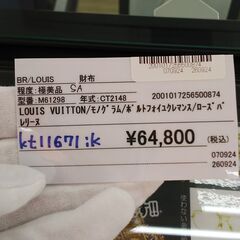 BR/LOUIS 財布
程度:極美品 SA
型番:M61298 年式:CT2148
2001017256500874
070924 260924
LOUIS VUITTON/モノグラム/ポルトフォイユクレマンス/ローズバ
レリーヌ
kt11671:k
¥64,800 (税込)
070924
260924